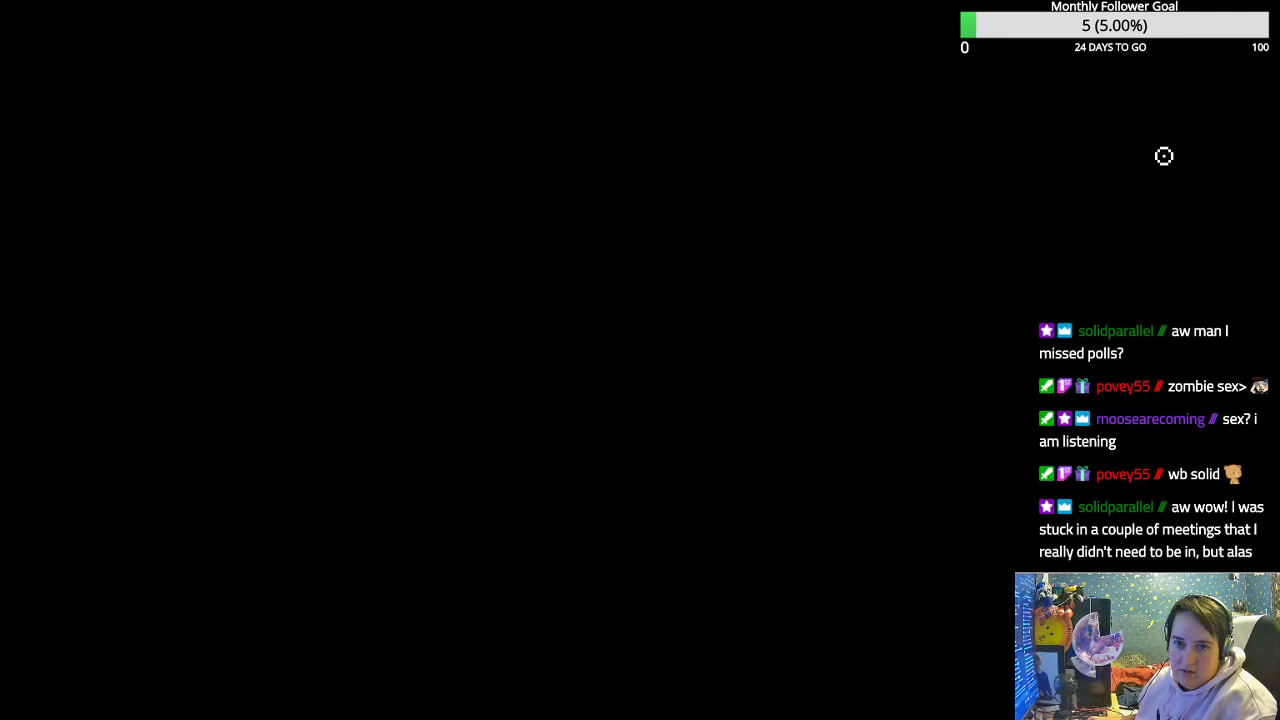 Monthly Follower Goal
5 (5.00%)
0 24 DAYS TO GO 100
solidparallel /// aw man I
missed polls?
povey55 /// zombie sex>
moosearecoming /// sex? i
am listening
povey55 /// wb solid
solidparallel /// aw wow! I was
stuck in a couple of meetings that I
really didn't need to be in, but alas